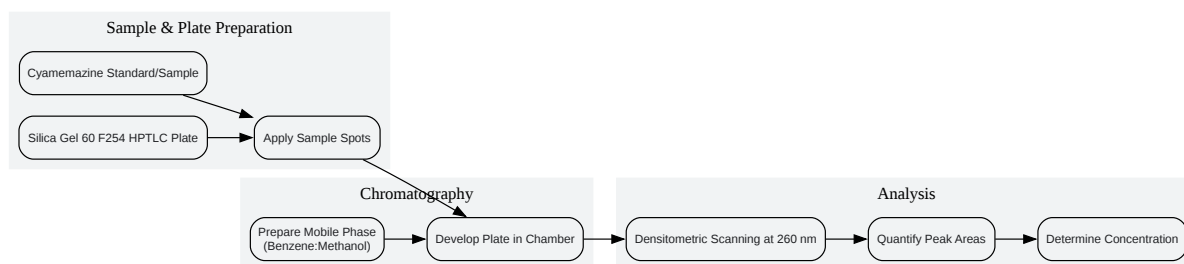 Sample & Plate Preparation
Cyamemazine Standard/Sample
Silica Gel 60 F254 HPTLC Plate
Apply Sample Spots
Chromatography
Prepare Mobile Phase
(Benzene:Methanol)
Develop Plate in Chamber
Analysis
Densitometric Scanning at 260 nm
Quantify Peak Areas
Determine Concentration